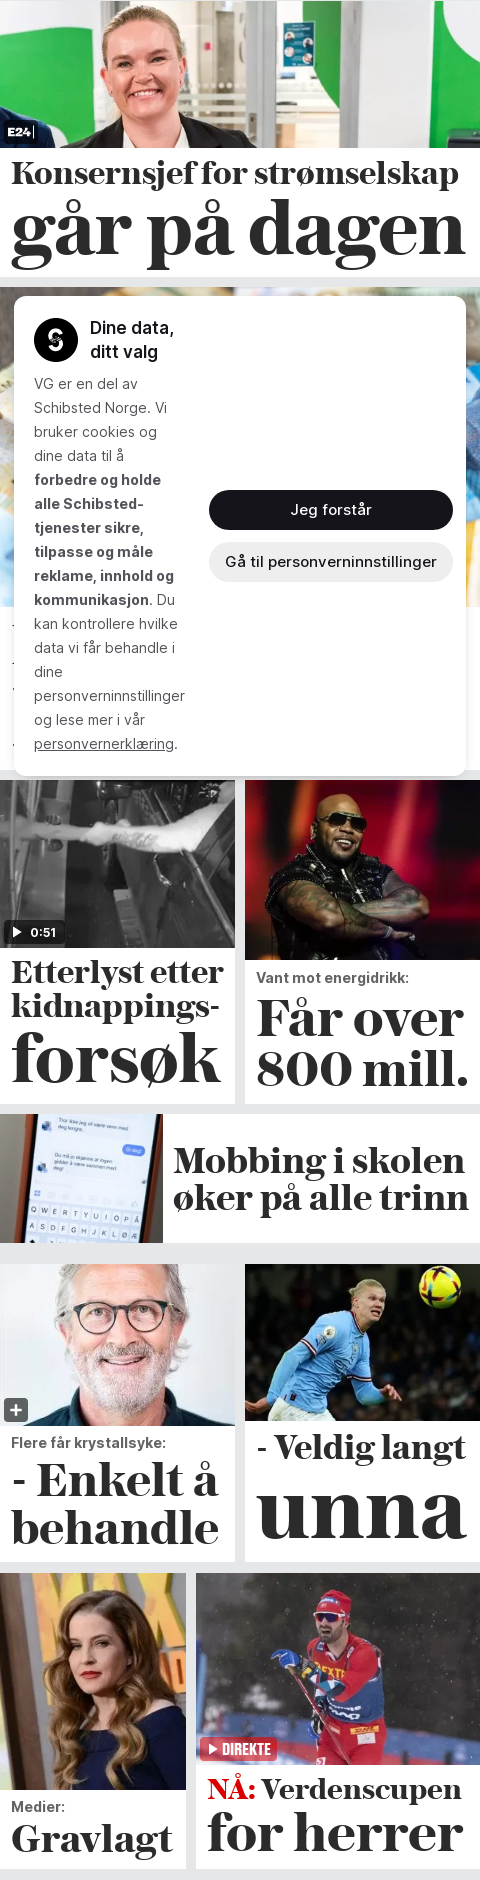 E24
Konsernsjef for strømselskap
går på dagen
Dine data,
ditt valg
VG er en del av
Schibsted Norge. Vi
bruker cookies og
dine data til å
forbedre og holde
alle Schibsted-
tjenester sikre,
tilpasse og måle
reklame, innhold og
kommunikasjon. Du
kan kontrollere hvilke
data vi får behandle i
dine
personverninnstillinger
og lese mer i vår
personvernerklæring.
Jeg forstår
Gå til personverninnstillinger
0:51
Etterlyst etter
kidnappings-
forsøk
Vant mot energidrikk:
Får over
800 mill.
Mobbing i skolen
øker på alle trinn
Flere får krystallsyke:
- Enkelt å
behandle
- Veldig langt
unna
Medier:
Gravlagt
DIREKTE
NÅ: Verdenscupen
for herrer